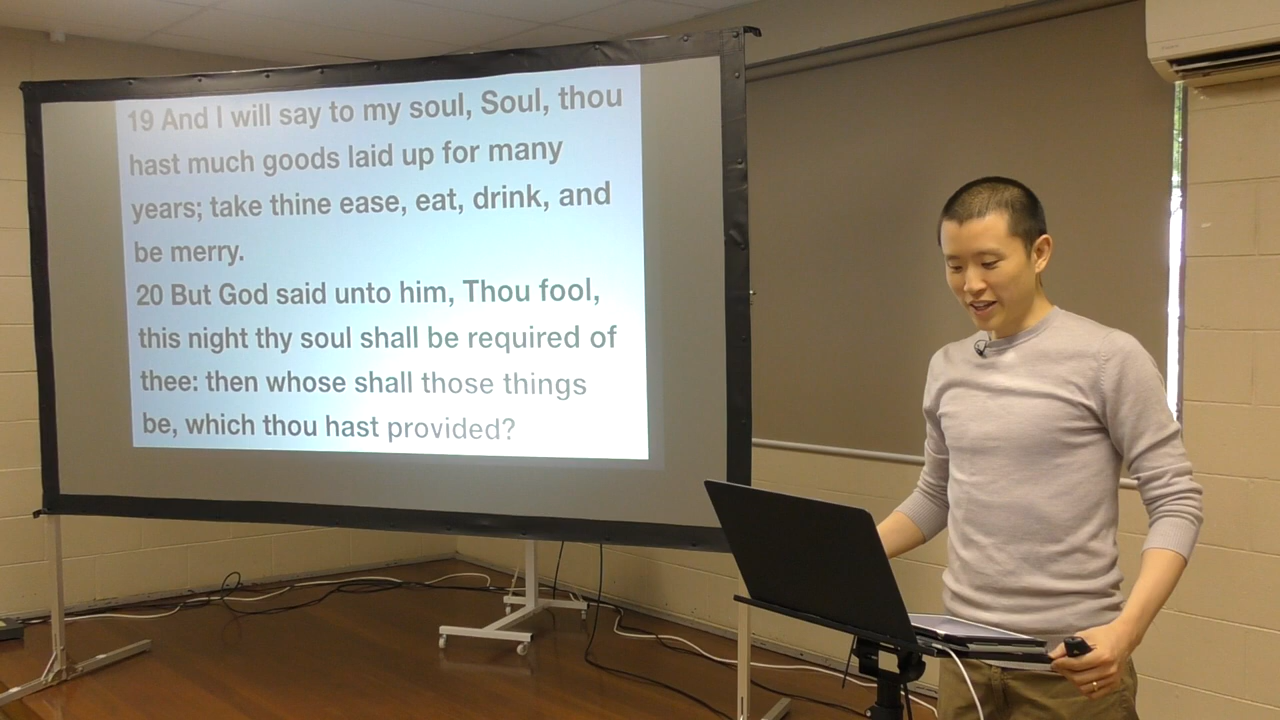 19 And I will say to my soul, Soul, thou
hast much goods laid up for many
years; take thine ease, eat, drink, and
be merry.
20 But God said unto him, Thou fool,
this night thy soul shall be required of
thee: then whose shall those things
be, which thou hast provided?